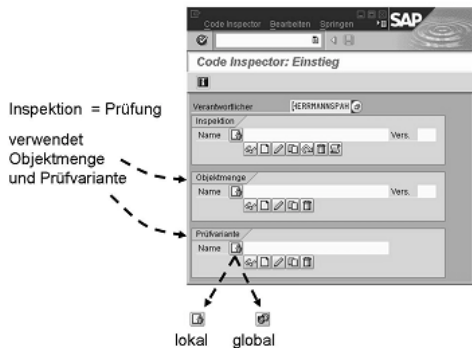 Code Inspector Bearbeiten Springen
SAP
Code Inspector: Einstieg
Inspektion = Prüfung
verwendet
Objektmenge
und Prüfvariante
Verantwortlicher HERRMANNSPAH
Inspektion
Name Vers.
Objektmenge
Name Vers.
Prüfvariante
Name
lokal global